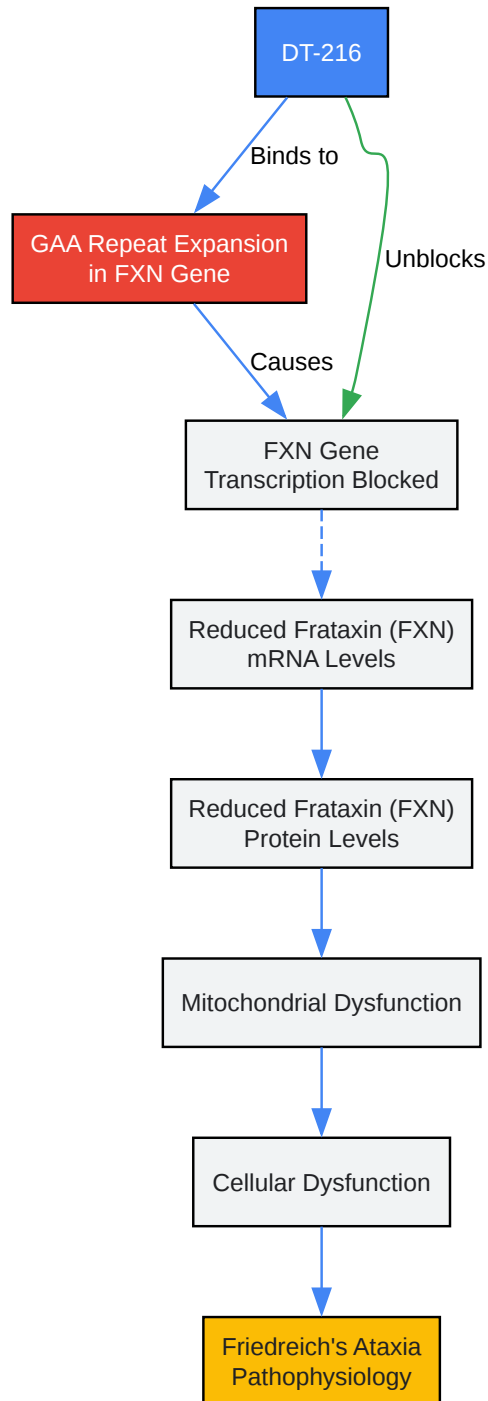 DT-216
Binds to
GAA Repeat Expansion
in FXN Gene
Unblocks
Causes
FXN Gene
Transcription Blocked
Reduced Frataxin (FXN)
mRNA Levels
Reduced Frataxin (FXN)
Protein Levels
Mitochondrial Dysfunction
Cellular Dysfunction
Friedreich's Ataxia
Pathophysiology